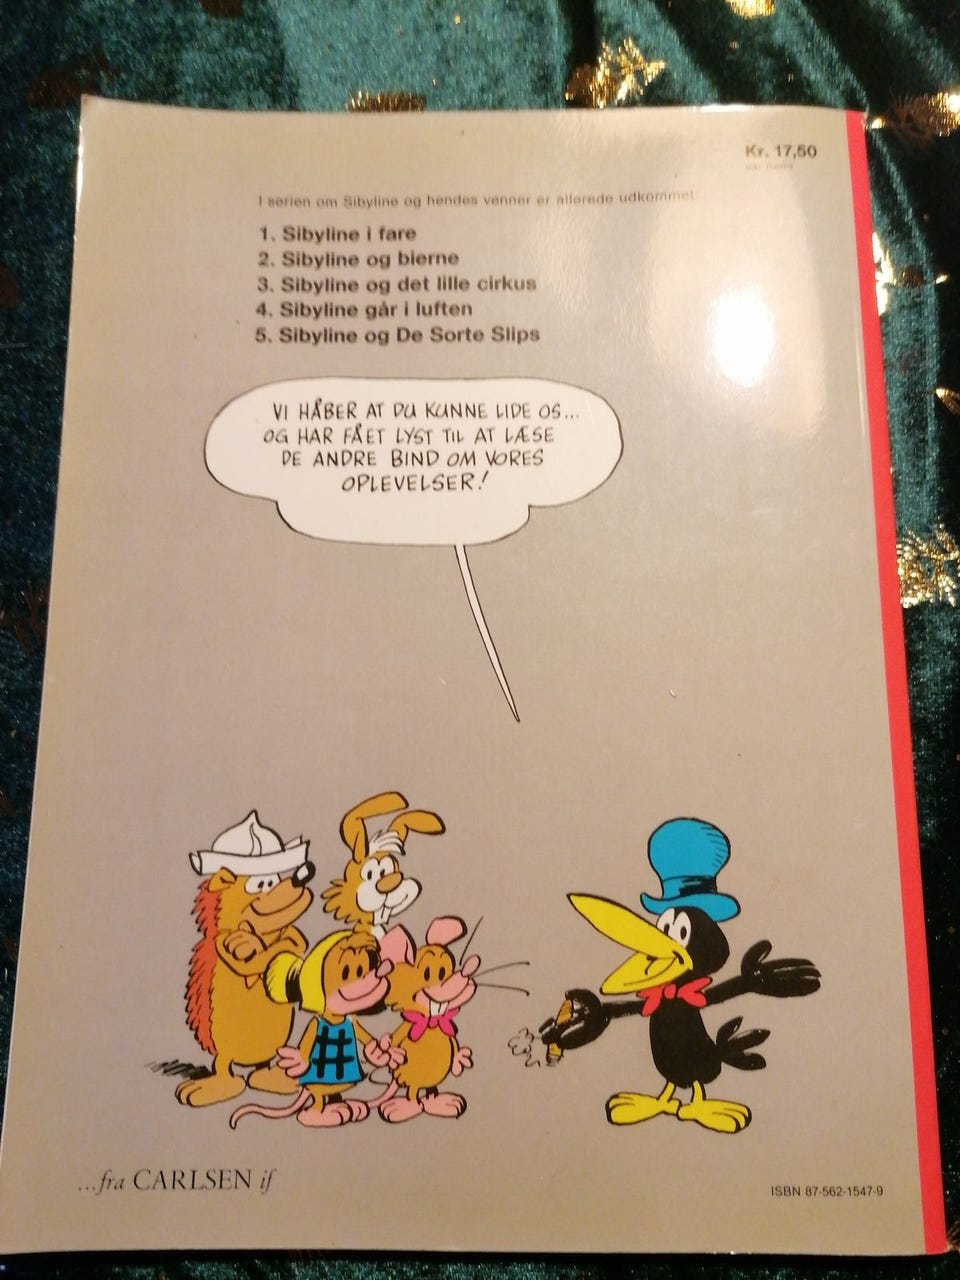 Kr. 17,50
I serien om Sibyline og hendes venner er allerede udkommet:
1. Sibyline i fare
2. Sibyline og bierne
3. Sibyline og det lille cirkus
4. Sibyline går i luften
5. Sibyline og De Sorte Slips
VI HÅBER AT DU KUNNE LIDE OS...
OG HAR FÅET LYST TIL AT LÆSE
DE ANDRE BIND OM VORES
OPLEVELSER!
...fra CARLSEN if
ISBN 87-562-1547-9